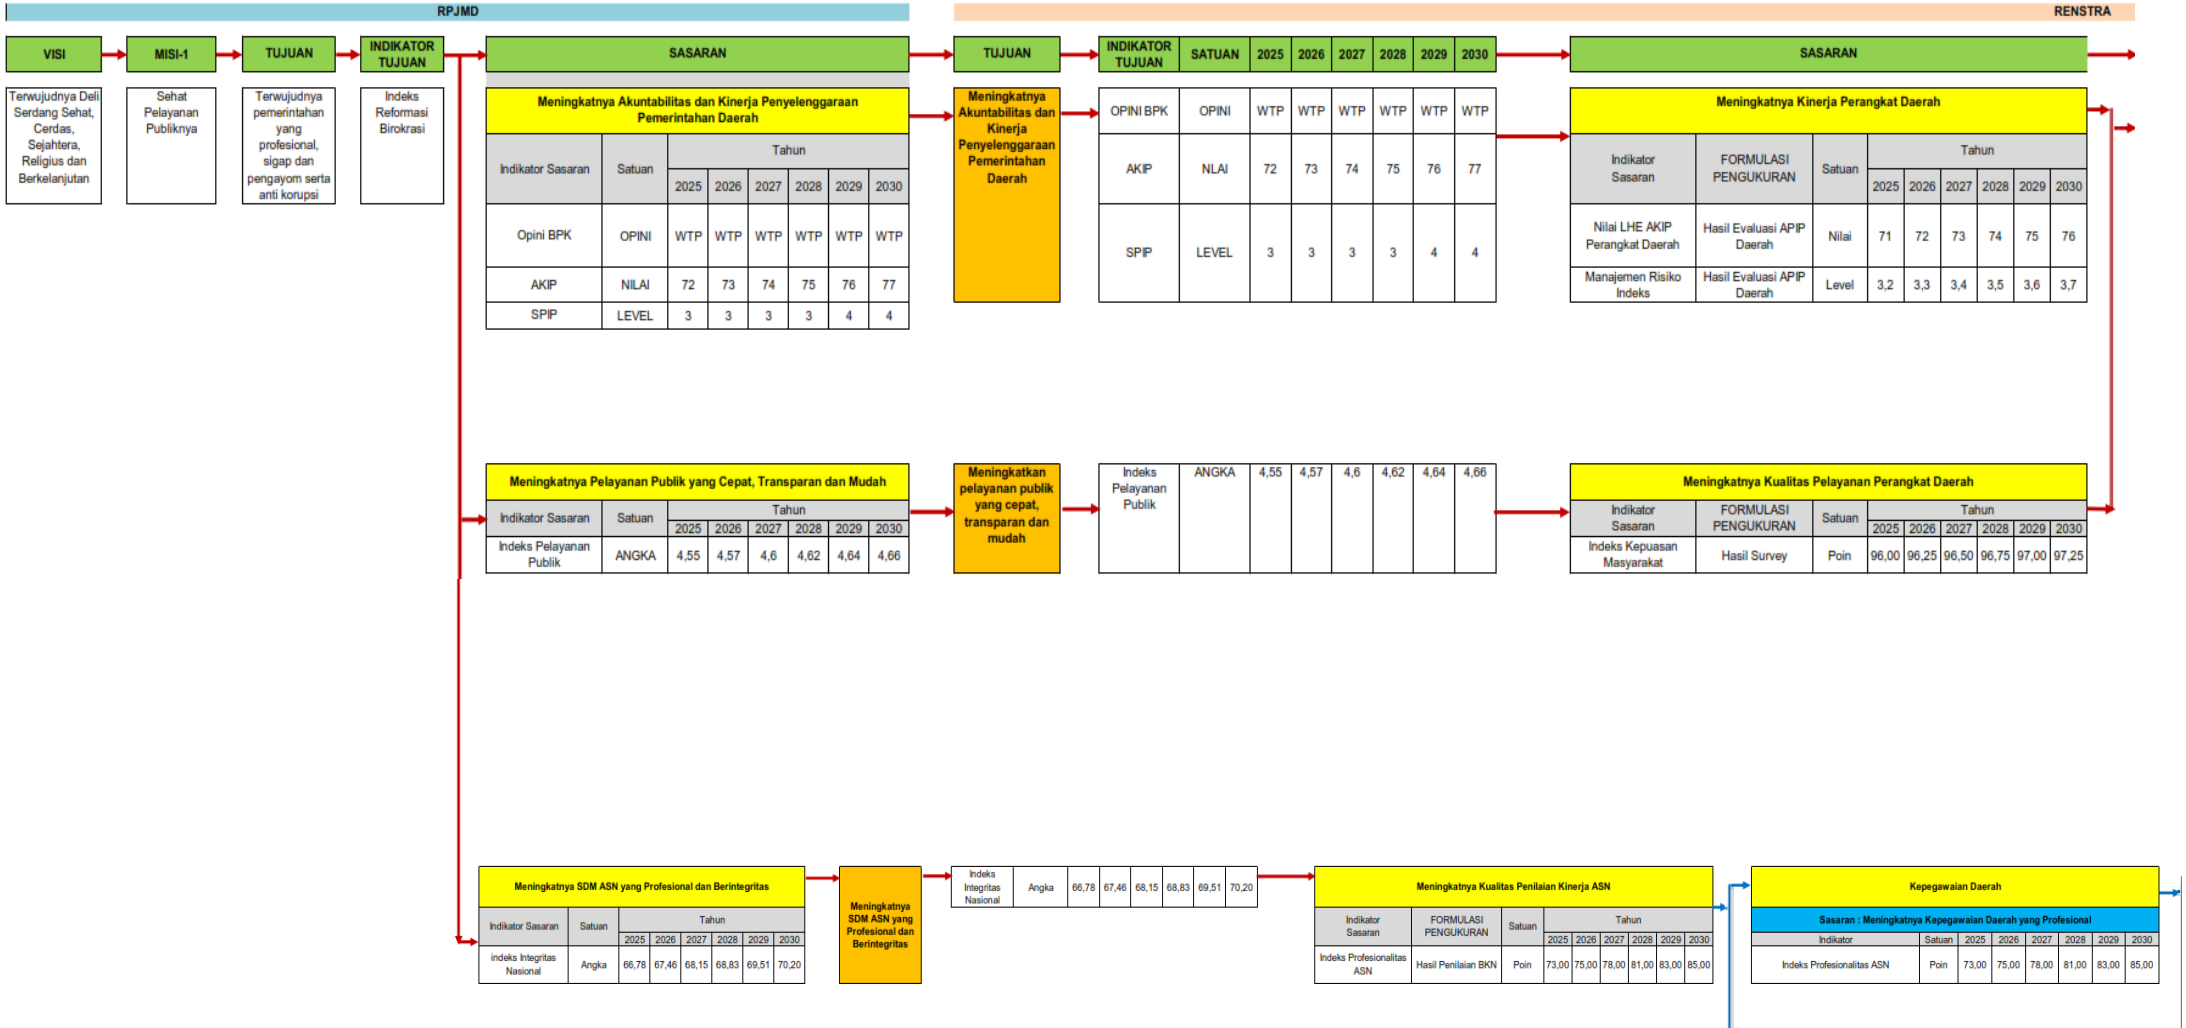 RPJMD
RENSTRA
VISI
MISI-1
TUJUAN
INDIKATOR
TUJUAN
SASARAN
TUJUAN
INDIKATOR
TUJUAN
SATUAN 2025 2026 2027 2028 2029 2030
SASARAN
Terwujudnya Deli
Serdang Sehat,
Cerdas,
Sejahtera,
Religius dan
Berkelanjutan
Sehat
Pelayanan
Publiknya
Terwujudnya
pemerintahan
yang
profesional,
sigap dan
pengayom serta
anti korupsi
Indeks
Reformasi
Birokrasi
Meningkatnya Akuntabilitas dan Kinerja Penyelenggaraan
Pemerintahan Daerah
Indikator Sasaran
Satuan
Tahun
2025 2026 2027 2028 2029 2030
Opini BPK OPINI WTP WTP WTP WTP WTP WTP
AKIP NILAI 72 73 74 75 76 77
SPIP LEVEL 3 3 3 3 4 4
Meningkatnya
Akuntabilitas dan
Kinerja
Penyelenggaraan
Pemerintahan
Daerah
OPINI BPK OPINI WTP WTP WTP WTP WTP WTP
AKIP NLAI 72 73 74 75 76 77
SPIP LEVEL 3 3 3 3 4 4
Meningkatnya Kinerja Perangkat Daerah
Indikator
Sasaran
FORMULASI
PENGUKURAN
Satuan
Tahun
2025 2026 2027 2028 2029 2030
Nilai LHE AKIP
Perangkat Daerah
Hasil Evaluasi APIP
Daerah
Nilai 71 72 73 74 75 76
Manajemen Risiko
Indeks
Hasil Evaluasi APIP
Daerah
Level 3,2 3,3 3,4 3,5 3,6 3,7
Meningkatnya Pelayanan Publik yang Cepat, Transparan dan Mudah
Indikator Sasaran
Satuan
Tahun
2025 2026 2027 2028 2029 2030
Indeks Pelayanan
Publik
ANGKA 4,55 4,57 4,6 4,62 4,64 4,66
Meningkatkan
pelayanan publik
yang cepat,
transparan dan
mudah
Indeks
Pelayanan
Publik
ANGKA 4,55 4,57 4,6 4,62 4,64 4,66
Meningkatnya Kualitas Pelayanan Perangkat Daerah
Indikator
Sasaran
FORMULASI
PENGUKURAN
Satuan
Tahun
2025 2026 2027 2028 2029 2030
Indeks Kepuasan
Masyarakat
Hasil Survey Poin 96,00 96,25 96,50 96,75 97,00 97,25
Meningkatnya SDM ASN yang Profesional dan Berintegritas
Indikator Sasaran
Satuan
Tahun
2025 2026 2027 2028 2029 2030
indeks Integritas
Nasional
Angka 66,78 67,46 68,15 68,83 69,51 70,20
Meningkatnya
SDM ASN yang
Profesional dan
Berintegritas
Indeks
Integritas
Nasional
Angka 66,78 67,46 68,15 68,83 69,51 70,20
Meningkatnya Kualitas Penilaian Kinerja ASN
Indikator
Sasaran
FORMULASI
PENGUKURAN
Satuan
Tahun
2025 2026 2027 2028 2029 2030
Indeks Profesionalitas
ASN
Hasil Penilaian BKN Poin 73,00 75,00 78,00 81,00 83,00 85,00
Kepegawaian Daerah
Sasaran : Meningkatnya Kepegawaian Daerah yang Profesional
Indikator Satuan 2025 2026 2027 2028 2029 2030
Indeks Profesionalitas ASN Poin 73,00 75,00 78,00 81,00 83,00 85,00